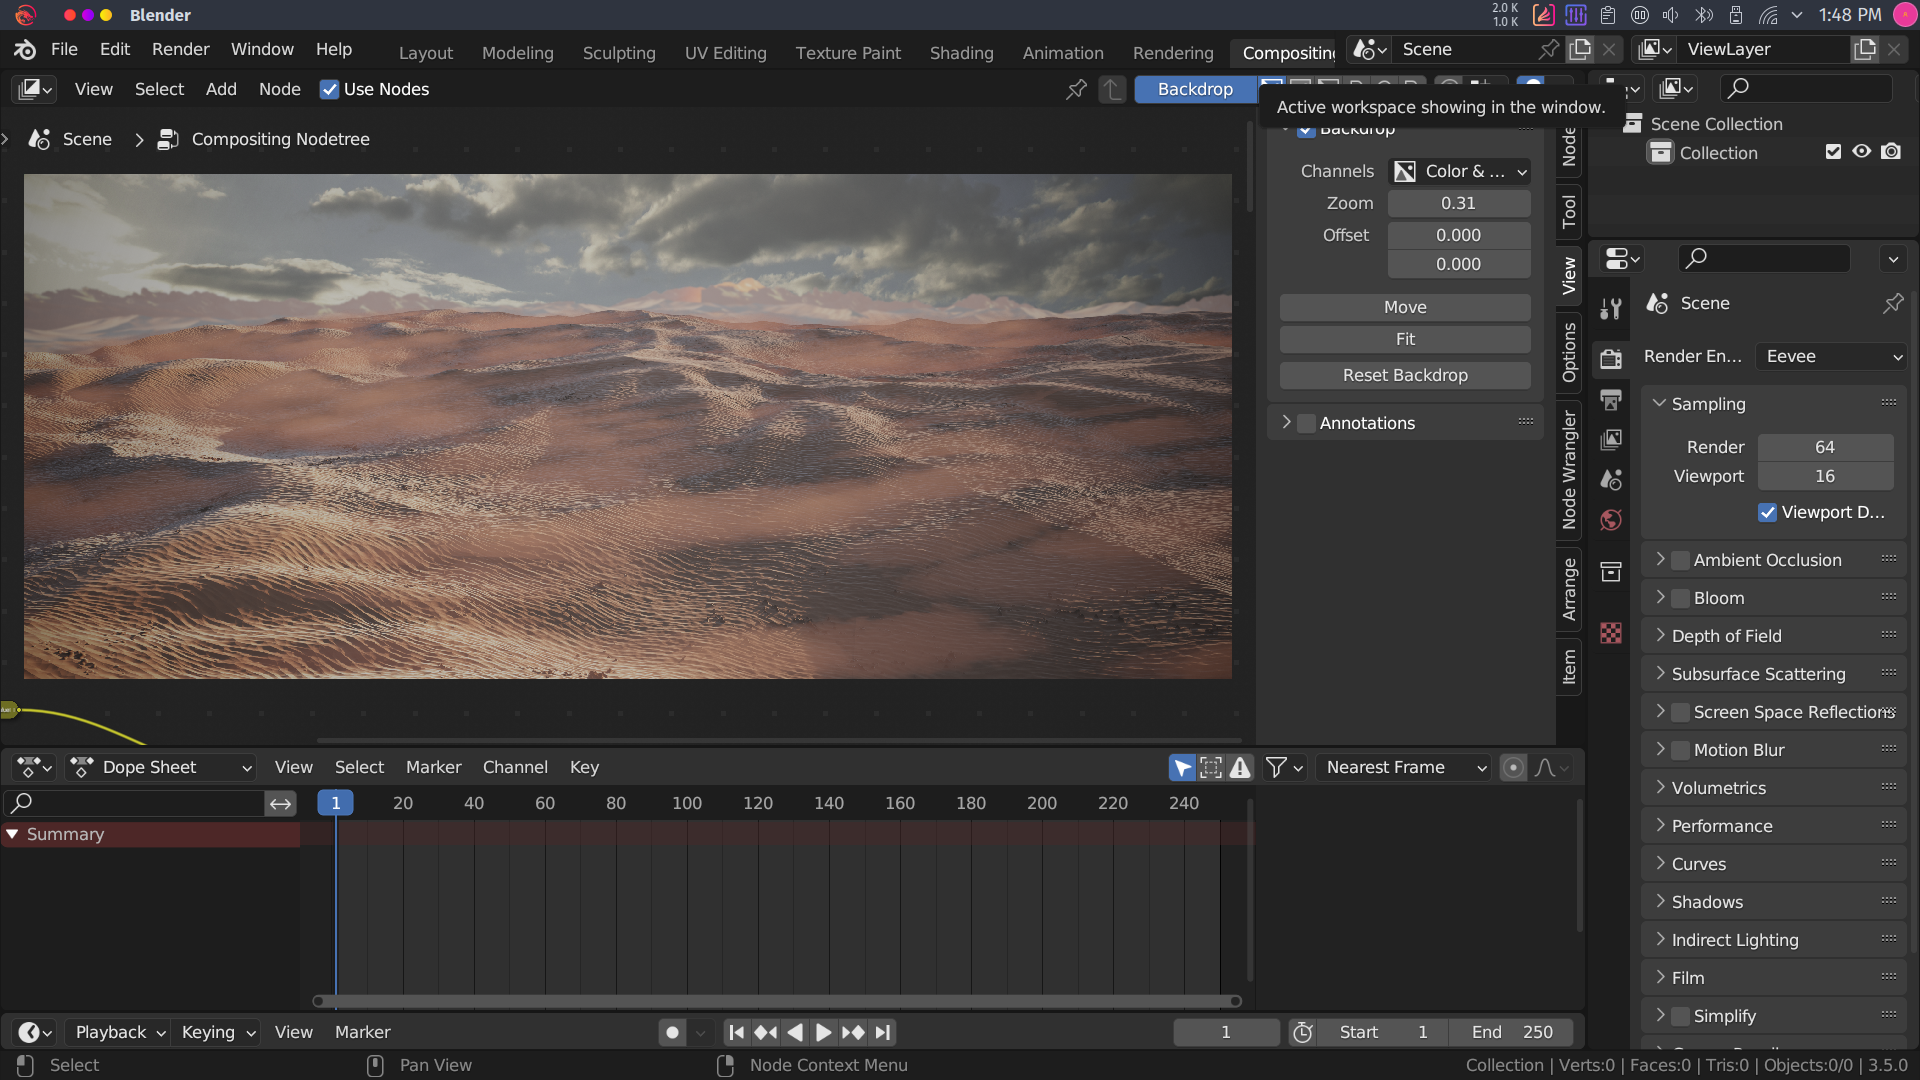 Blender
2.0 K
1.0 K
1:48 PM
File Edit Render Window Help
Layout Modeling Sculpting UV Editing Texture Paint Shading Animation Rendering Compositing
Scene
ViewLayer
View Select Add Node Use Nodes
Backdrop
Active workspace showing in the window.
Scene Compositing Nodetree
Backdrop
Channels Color & ...
Zoom 0.31
Offset 0.000
0.000
Move
Fit
Reset Backdrop
Annotations
Node
Tool
View
Options
Node Wrangler
Arrange
Item
Scene Collection
Collection
Scene
Render En... Eevee
Sampling
Render 64
Viewport 16
Viewport D...
Ambient Occlusion
Bloom
Depth of Field
Subsurface Scattering
Screen Space Reflections
Motion Blur
Volumetrics
Performance
Curves
Shadows
Indirect Lighting
Film
Simplify
Dope Sheet View Select Marker Channel Key
Nearest Frame
1 20 40 60 80 100 120 140 160 180 200 220 240
Summary
Playback Keying View Marker
1 Start 1 End 250
Select Pan View Node Context Menu
Collection | Verts:0 | Faces:0 | Tris:0 | Objects:0/0 | 3.5.0